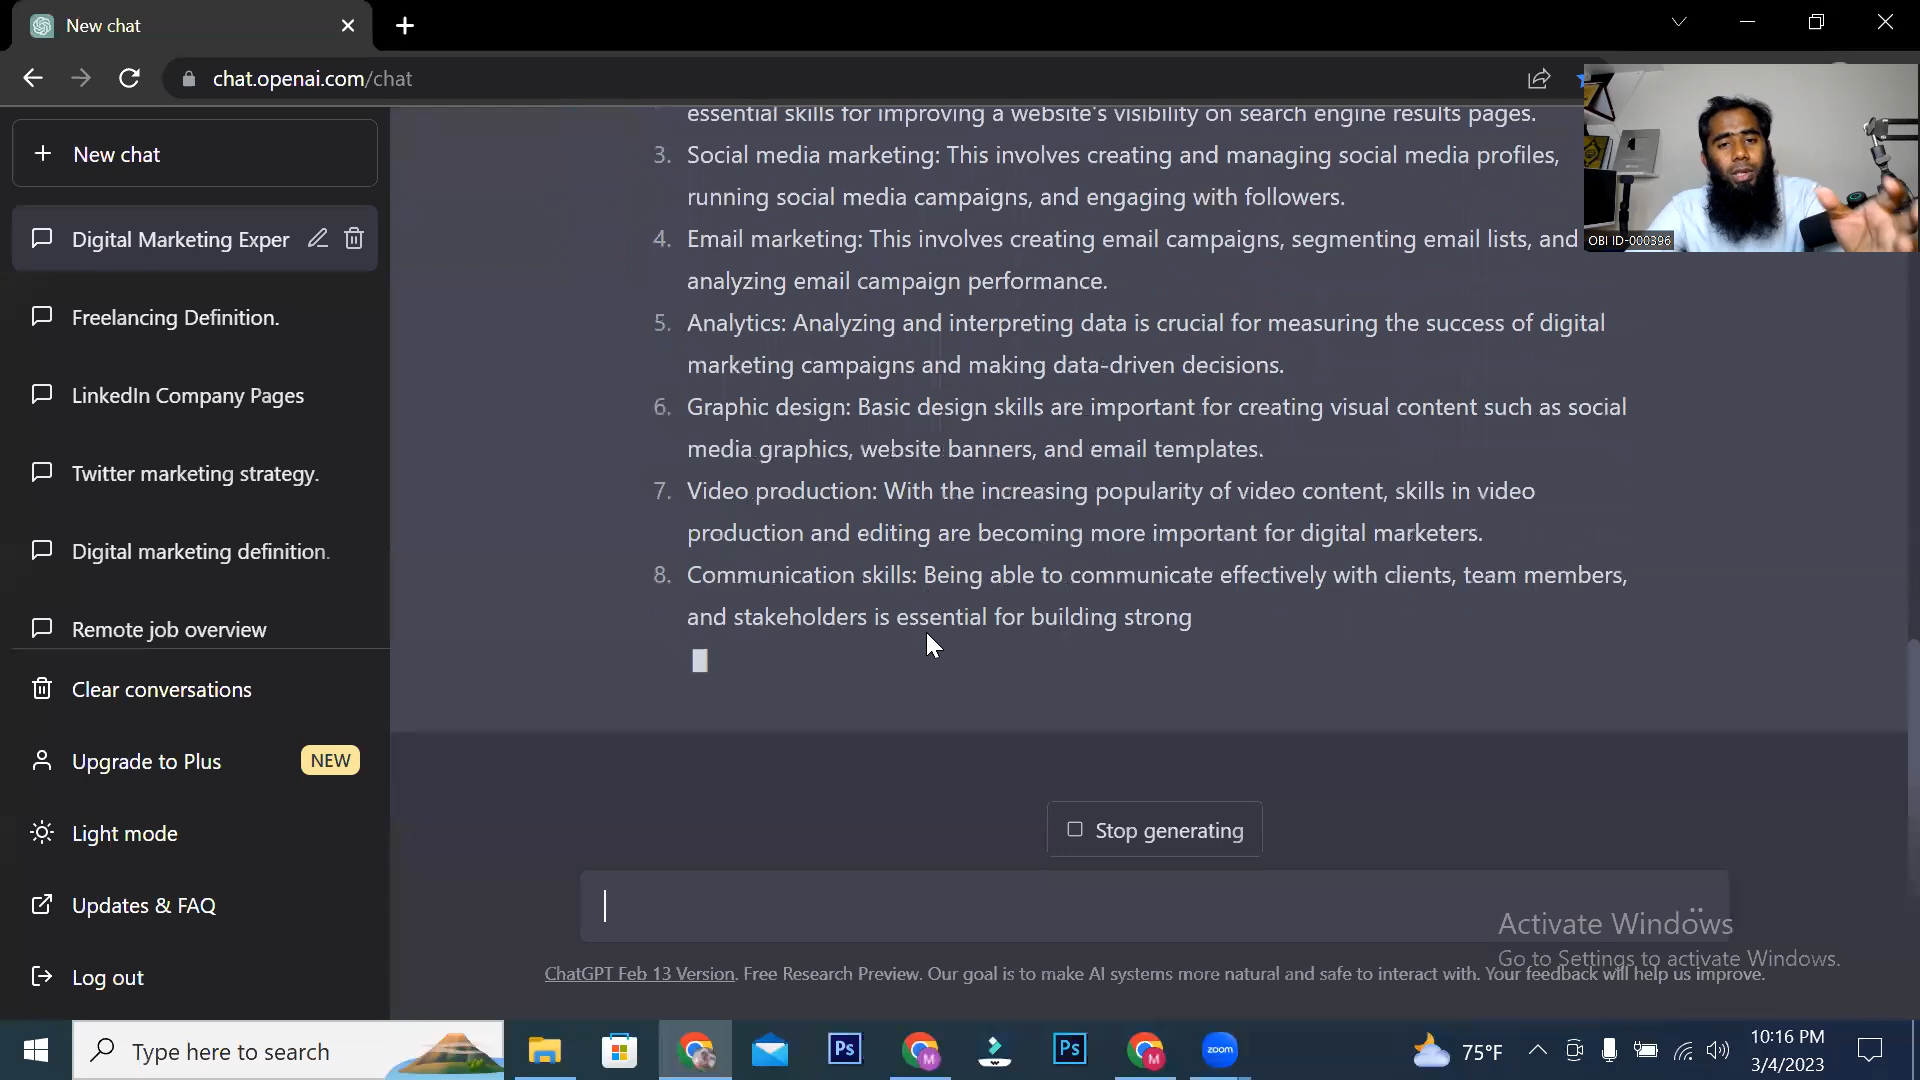 New chat
chat.openai.com/chat
New chat
Digital Marketing Exper
Freelancing Definition.
LinkedIn Company Pages
Twitter marketing strategy.
Digital marketing definition.
Remote job overview
Clear conversations
Upgrade to Plus NEW
Light mode
Updates & FAQ
Log out
essential skills for improving a website's visibility on search engine results pages.
3. Social media marketing: This involves creating and managing social media profiles,
running social media campaigns, and engaging with followers.
4. Email marketing: This involves creating email campaigns, segmenting email lists, and
analyzing email campaign performance.
5. Analytics: Analyzing and interpreting data is crucial for measuring the success of digital
marketing campaigns and making data-driven decisions.
6. Graphic design: Basic design skills are important for creating visual content such as social
media graphics, website banners, and email templates.
7. Video production: With the increasing popularity of video content, skills in video
production and editing are becoming more important for digital marketers.
8. Communication skills: Being able to communicate effectively with clients, team members,
and stakeholders is essential for building strong
OBI ID-000396
Stop generating
Activate Windows
Go to Settings to activate Windows.
ChatGPT Feb 13 Version. Free Research Preview. Our goal is to make AI systems more natural and safe to interact with. Your feedback will help us improve.
Type here to search
Ps
M
Ps
M
zoom
75°F
10:16 PM
3/4/2023